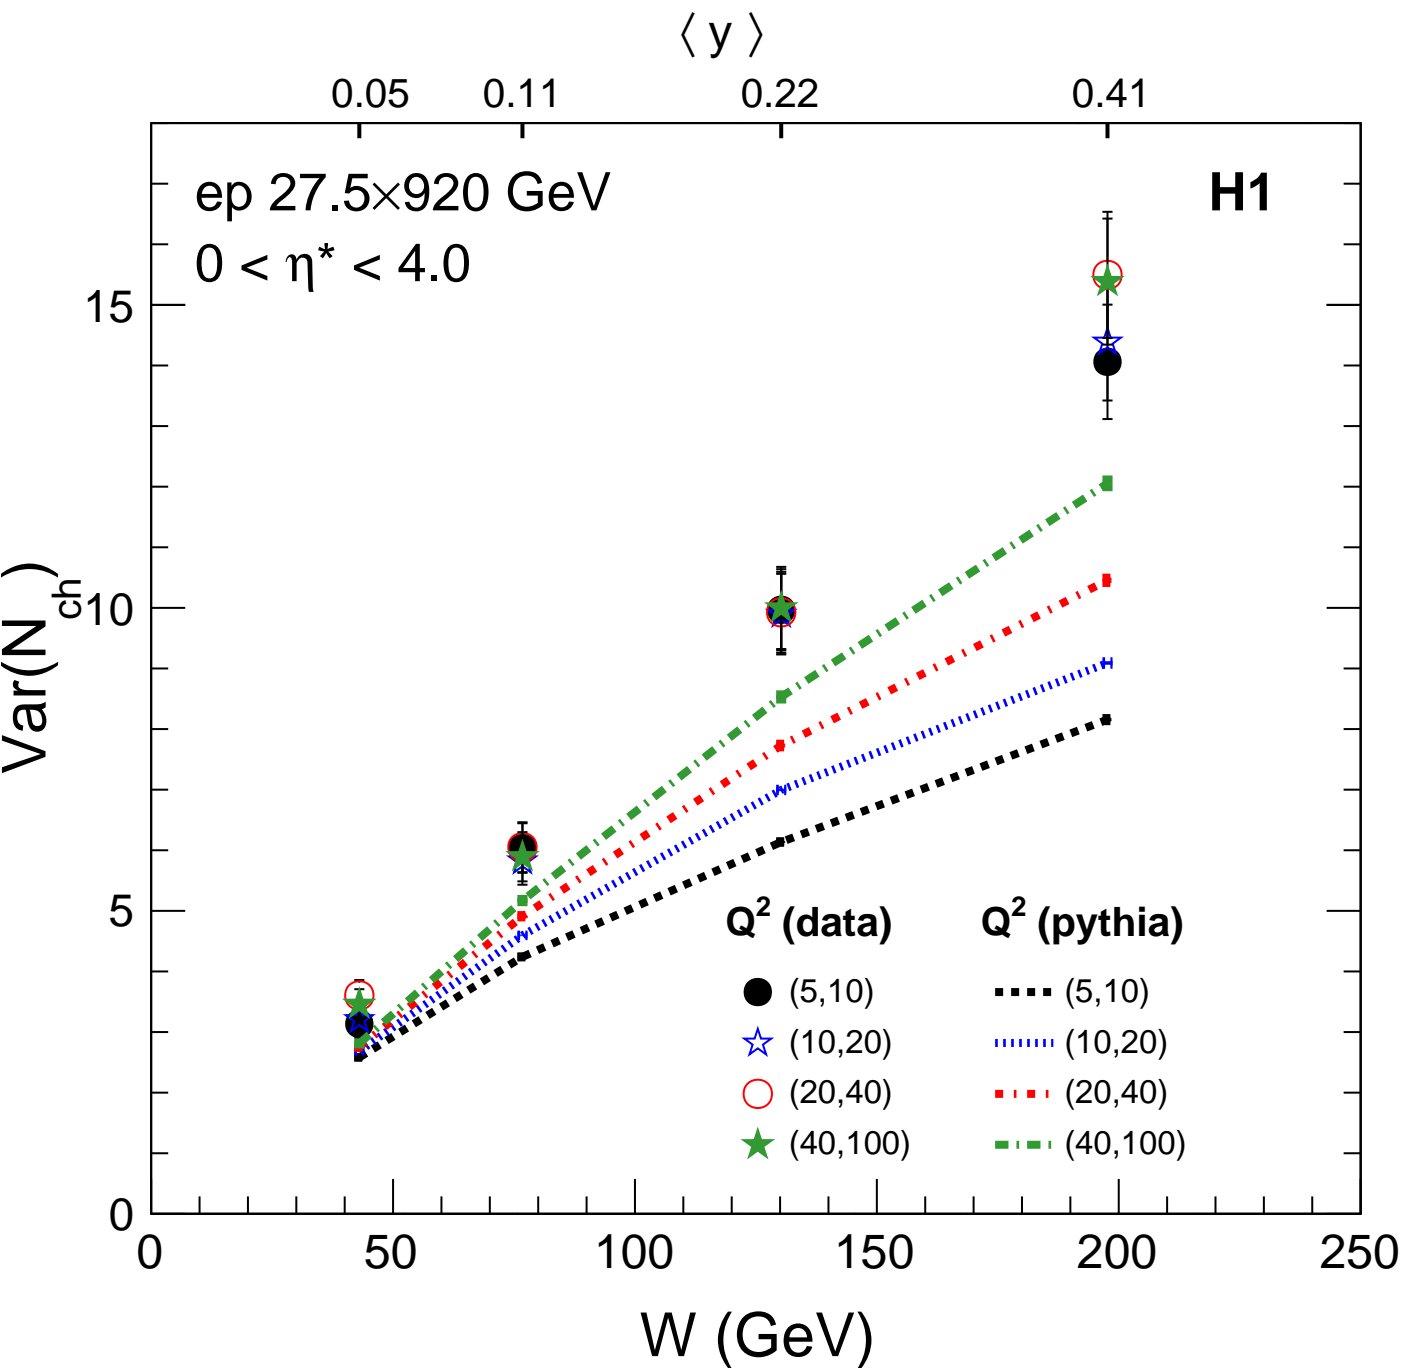 ⟨ y ⟩
0.05 0.11 0.22 0.41
ep 27.5×920 GeV
H1
0 < η* < 4.0
Var(N_ch)
15
10
5
0
Q² (data) Q² (pythia)
(5,10) (5,10)
(10,20) (10,20)
(20,40) (20,40)
(40,100) (40,100)
0 50 100 150 200 250
W (GeV)